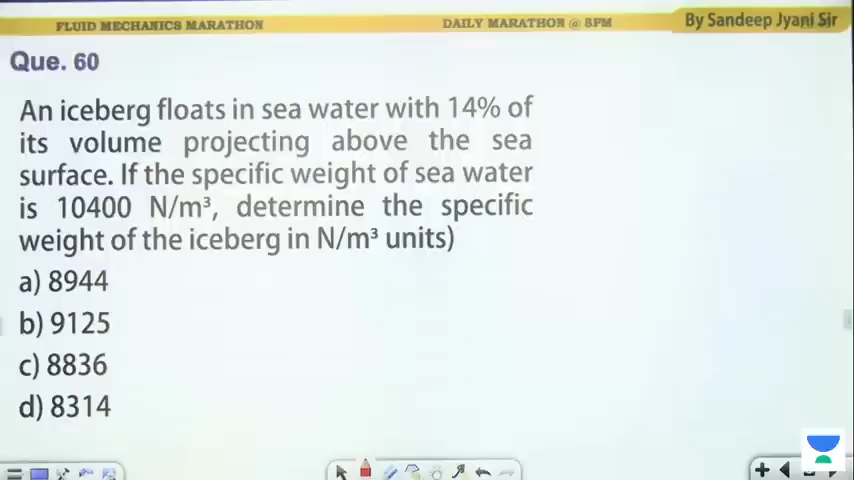 FLUID MECHANICS MARATHON
DAILY MARATHON @ 8PM
By Sandeep Jyani Sir
Que. 60
An iceberg floats in sea water with 14% of
its volume projecting above the sea
surface. If the specific weight of sea water
is 10400 N/m³, determine the specific
weight of the iceberg in N/m³ units)
a) 8944
b) 9125
c) 8836
d) 8314